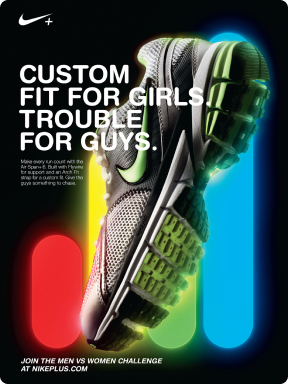 +
CUSTOM
FIT FOR GIRLS.
TROUBLE
FOR GUYS.
Make every run count with the
Air Span+ 6. Built with Flywire
for support and an Arch Fit
strap for a custom fit. Give the
guys something to chase.
JOIN THE MEN VS WOMEN CHALLENGE
AT NIKEPLUS.COM